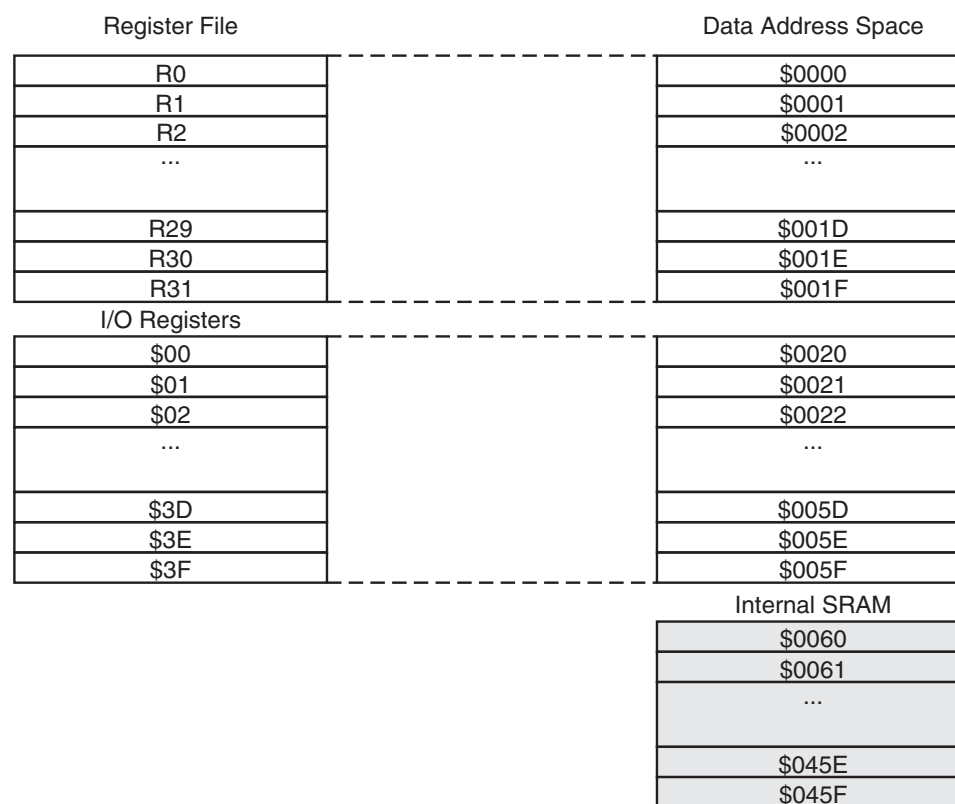 Register File Data Address Space
R0 $0000
R1 $0001
R2 $0002
... ...
R29 $001D
R30 $001E
R31 $001F
I/O Registers
$00 $0020
$01 $0021
$02 $0022
... ...
$3D $005D
$3E $005E
$3F $005F
Internal SRAM
$0060
$0061
...
$045E
$045F